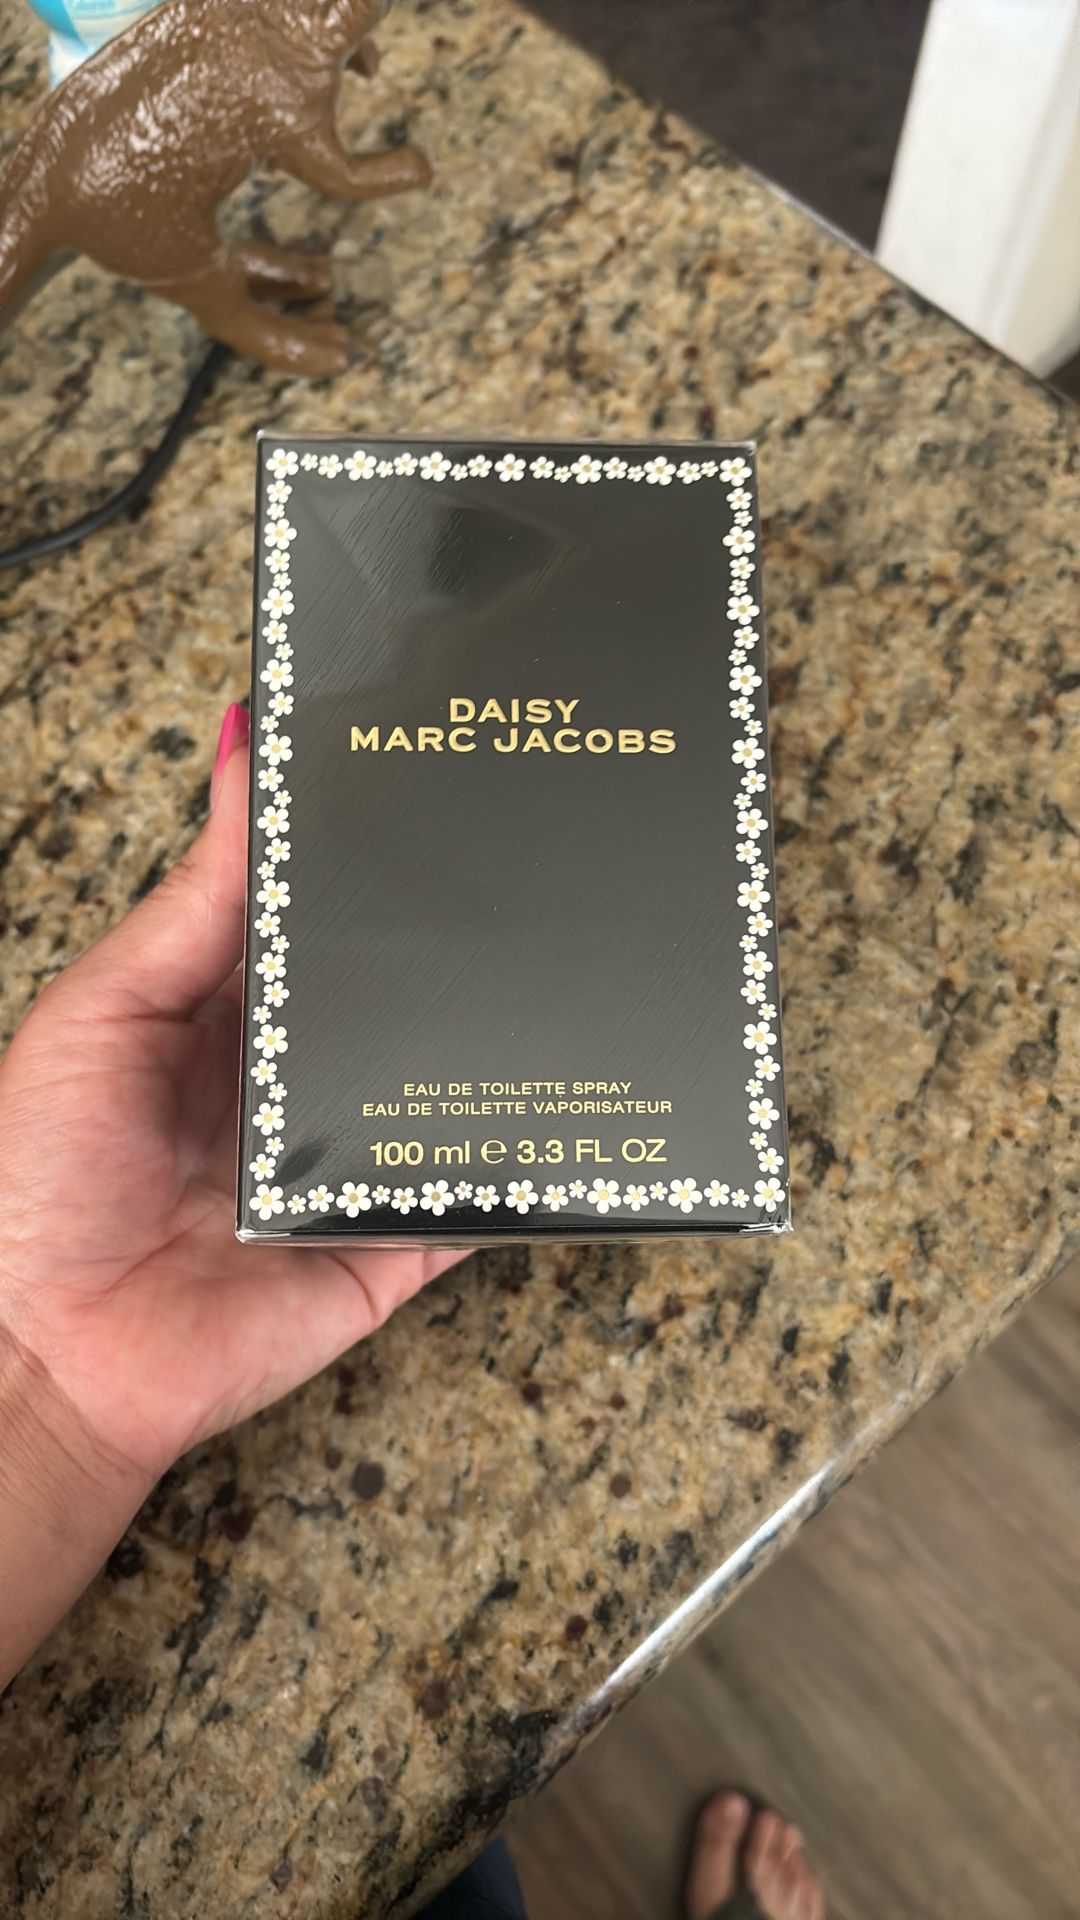 DAISY
MARC JACOBS
EAU DE TOILETTE SPRAY
EAU DE TOILETTE VAPORISATEUR
100 ml ℮ 3.3 FL OZ